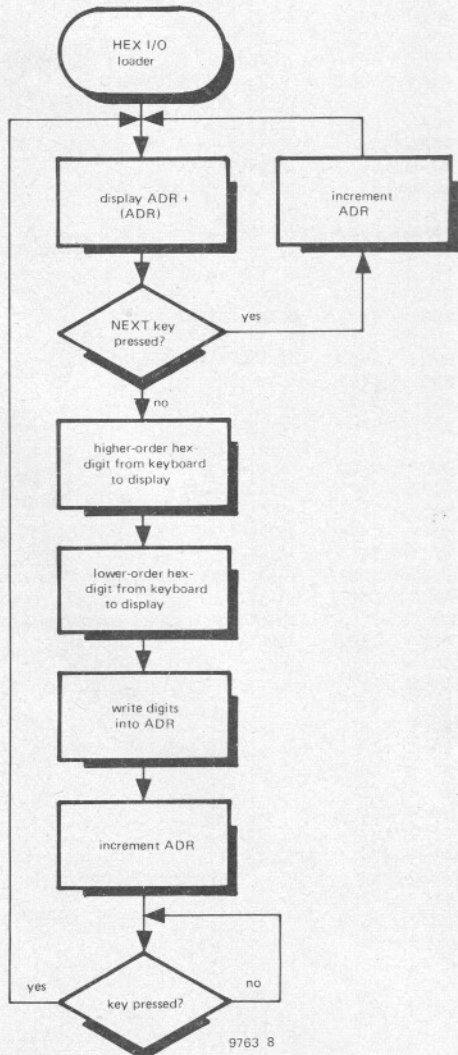 HEX I/O
loader
display ADR +
(ADR)
increment
ADR
NEXT key
pressed?
yes
no
higher-order hex-
digit from keyboard
to display
lower-order hex-
digit from keyboard
to display
write digits
into ADR
increment ADR
yes
no
key pressed?
9763 8